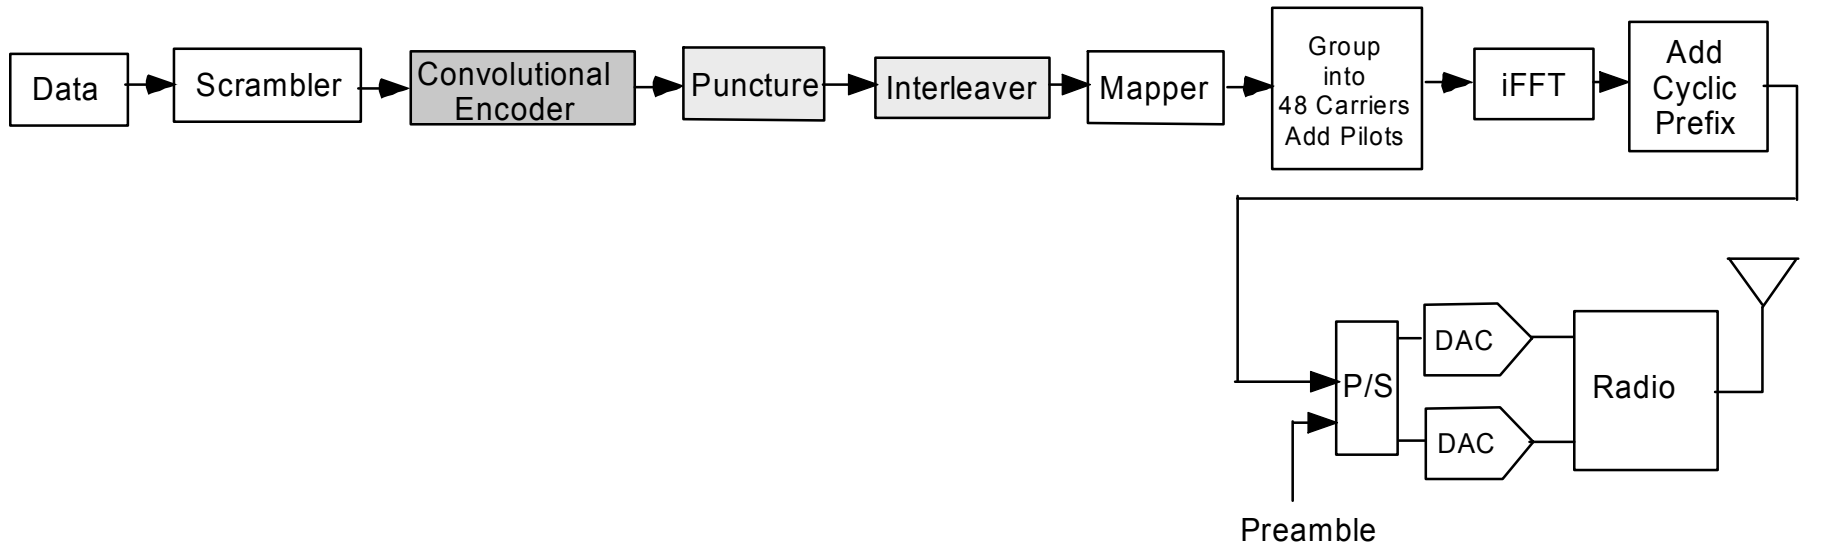 Data
Scrambler
Convolutional
Encoder
Puncture
Interleaver
Mapper
Group
into
48 Carriers
Add Pilots
iFFT
Add
Cyclic
Prefix
P/S
DAC
DAC
Radio
Preamble